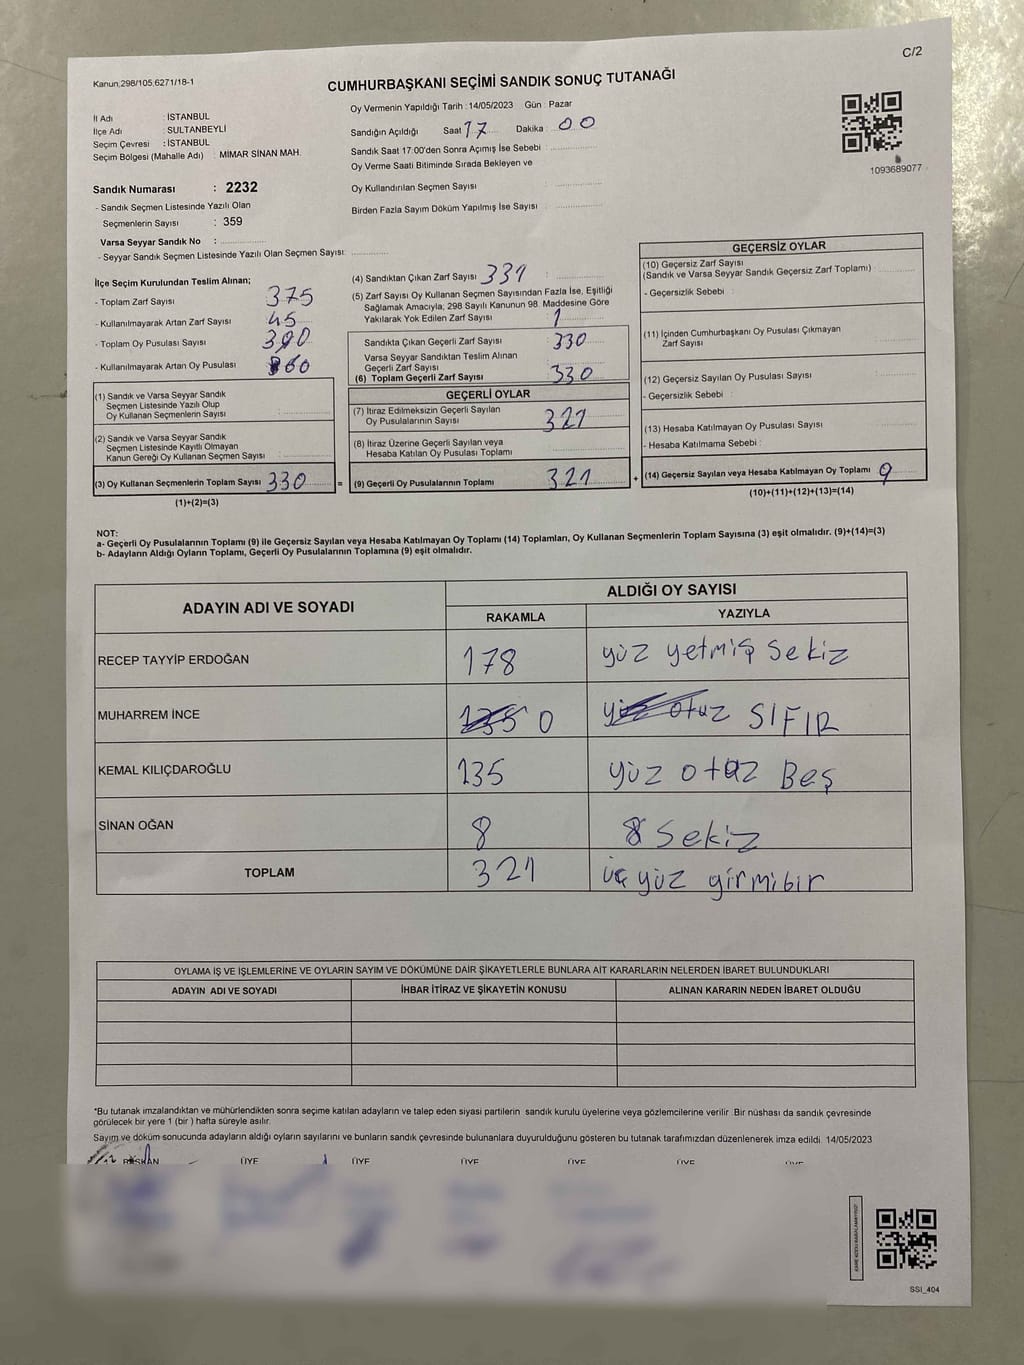 C/2
Kanun;298/105,6271/18-1
CUMHURBAŞKANI SEÇİMİ SANDIK SONUÇ TUTANAĞI
İl Adı : İSTANBUL
İlçe Adı : SULTANBEYLİ
Seçim Çevresi : İSTANBUL
Seçim Bölgesi (Mahalle Adı) : MİMAR SİNAN MAH.
Sandık Numarası : 2232
- Sandık Seçmen Listesinde Yazılı Olan
Seçmenlerin Sayısı : 359
Varsa Seyyar Sandık No :
- Seyyar Sandık Seçmen Listesinde Yazılı Olan Seçmen Sayısı:
Oy Vermenin Yapıldığı Tarih : 14/05/2023 Gün : Pazar
Sandığın Açıldığı Saat 17 Dakika : 00
Sandık Saat 17:00'den Sonra Açımış İse Sebebi :
Oy Verme Saati Bitiminde Sırada Bekleyen ve
Oy Kullandırılan Seçmen Sayısı :
Birden Fazla Sayım Döküm Yapılmış İse Sayısı :
1093689077
İlçe Seçim Kurulundan Teslim Alınan;
- Toplam Zarf Sayısı 375
- Kullanılmayarak Artan Zarf Sayısı 45
- Toplam Oy Pusulası Sayısı 390
- Kullanılmayarak Artan Oy Pusulası 60
(1) Sandık ve Varsa Seyyar Sandık
Seçmen Listesinde Yazılı Olup
Oy Kullanan Seçmenlerin Sayısı :
(2) Sandık ve Varsa Seyyar Sandık
Seçmen Listesinde Kayıtlı Olmayan
Kanun Gereği Oy Kullanan Seçmen Sayısı :
(3) Oy Kullanan Seçmenlerin Toplam Sayısı 330 =
(1)+(2)=(3)
(4) Sandıktan Çıkan Zarf Sayısı 331 :
(5) Zarf Sayısı Oy Kullanan Seçmen Sayısından Fazla İse, Eşitliği
Sağlamak Amacıyla; 298 Sayılı Kanunun 98. Maddesine Göre
Yakılarak Yok Edilen Zarf Sayısı 1
Sandıkta Çıkan Geçerli Zarf Sayısı 330
Varsa Seyyar Sandıktan Teslim Alınan
Geçerli Zarf Sayısı
(6) Toplam Geçerli Zarf Sayısı 330
GEÇERLİ OYLAR
(7) İtiraz Edilmeksizin Geçerli Sayılan
Oy Pusulalarının Sayısı 321
(8) İtiraz Üzerine Geçerli Sayılan veya
Hesaba Katılan Oy Pusulası Toplamı
(9) Geçerli Oy Pusulalarının Toplamı 321 +
GEÇERSİZ OYLAR
(10) Geçersiz Zarf Sayısı
(Sandık ve Varsa Seyyar Sandık Geçersiz Zarf Toplamı) :
- Geçersizlik Sebebi :
(11) İçinden Cumhurbaşkanı Oy Pusulası Çıkmayan
Zarf Sayısı :
(12) Geçersiz Sayılan Oy Pusulası Sayısı :
- Geçersizlik Sebebi :
(13) Hesaba Katılmayan Oy Pusulası Sayısı :
- Hesaba Katılmama Sebebi :
(14) Geçersiz Sayılan veya Hesaba Katılmayan Oy Toplamı 9
(10)+(11)+(12)+(13)=(14)
NOT:
a- Geçerli Oy Pusulalarının Toplamı (9) ile Geçersiz Sayılan veya Hesaba Katılmayan Oy Toplamı (14) Toplamları, Oy Kullanan Seçmenlerin Toplam Sayısına (3) eşit olmalıdır. (9)+(14)=(3)
b- Adayların Aldığı Oyların Toplamı, Geçerli Oy Pusulalarının Toplamına (9) eşit olmalıdır.
ADAYIN ADI VE SOYADI ALDIĞI OY SAYISI
RAKAMLA YAZIYLA
RECEP TAYYİP ERDOĞAN 178 yüz yetmiş sekiz
MUHARREM İNCE 135 0 yüz otuz SIFIR
KEMAL KILIÇDAROĞLU 135 yüz otuz Beş
SİNAN OĞAN 8 8 sekiz
TOPLAM 321 üç yüz girmibir
OYLAMA İŞ VE İŞLEMLERİNE VE OYLARIN SAYIM VE DÖKÜMÜNE DAİR ŞİKAYETLERLE BUNLARA AİT KARARLARIN NELERDEN İBARET BULUNDUKLARI
ADAYIN ADI VE SOYADI İHBAR İTİRAZ VE ŞİKAYETİN KONUSU ALINAN KARARIN NEDEN İBARET OLDUĞU
*Bu tutanak imzalandıktan ve mühürlendikten sonra seçime katılan adayların ve talep eden siyasi partilerin sandık kurulu üyelerine veya gözlemcilerine verilir. Bir nüshası da sandık çevresinde
görülecek bir yere 1 (bir ) hafta süreyle asılır.
Sayım ve döküm sonucunda adayların aldığı oyların sayılarını ve bunların sandık çevresinde bulunanlara duyurulduğunu gösteren bu tutanak tarafımızdan düzenlenerek imza edildi. 14/05/2023
BAŞKAN ÜYE ÜYE ÜYE ÜYE ÜYE ÜYE
SSI_404